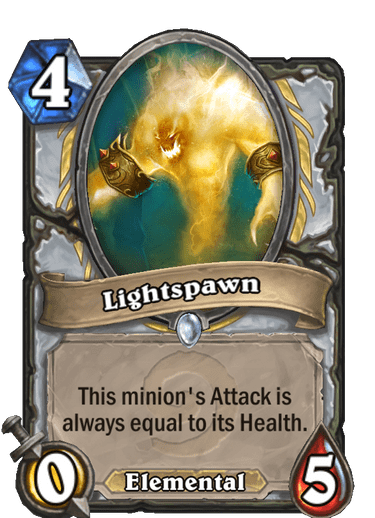 4
Lightspawn
This minion's Attack is
always equal to its Health.
0
Elemental
5